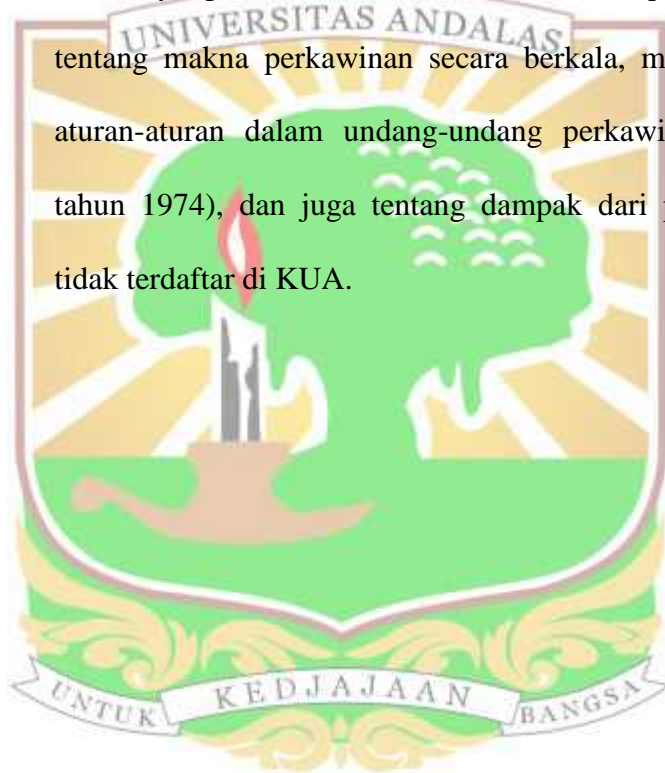 UNIVERSITAS ANDALAS
tentang makna perkawinan secara berkala,
aturan-aturan dalam undang-undang
tahun 1974), dan juga tentang dampak dari
tidak terdaftar di KUA.
UNTUK KEDJAJAAN BANGSA